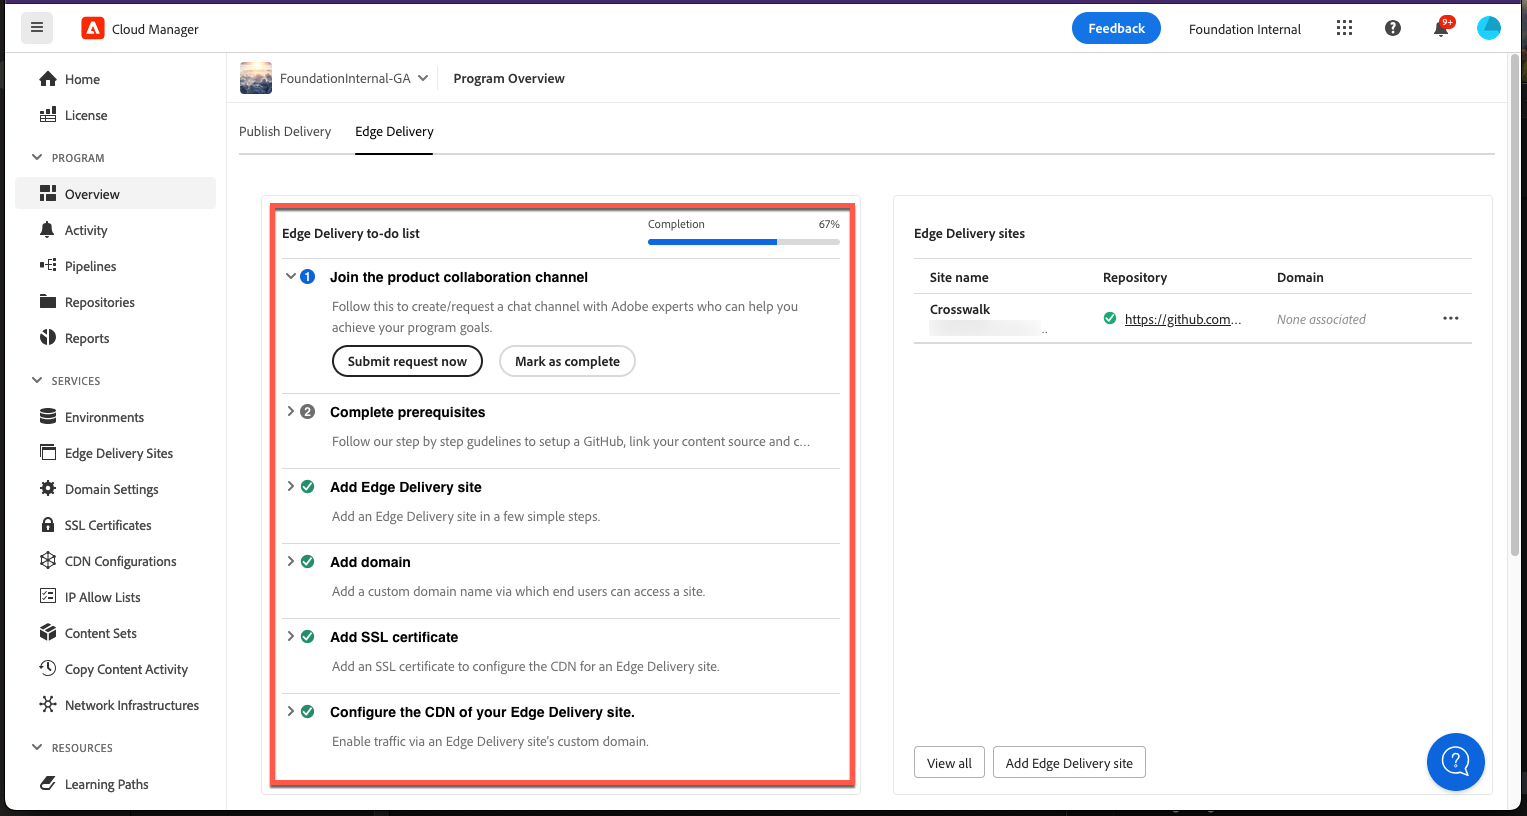 Cloud Manager
Feedback
Foundation Internal
9+
Home
License
PROGRAM
Overview
Activity
Pipelines
Repositories
Reports
SERVICES
Environments
Edge Delivery Sites
Domain Settings
SSL Certificates
CDN Configurations
IP Allow Lists
Content Sets
Copy Content Activity
Network Infrastructures
RESOURCES
Learning Paths
FoundationInternal-GA
Program Overview
Publish Delivery
Edge Delivery
Edge Delivery to-do list
Completion
67%
1
Join the product collaboration channel
Follow this to create/request a chat channel with Adobe experts who can help you
achieve your program goals.
Submit request now
Mark as complete
2
Complete prerequisites
Follow our step by step gudelines to setup a GitHub, link your content source and c...
Add Edge Delivery site
Add an Edge Delivery site in a few simple steps.
Add domain
Add a custom domain name via which end users can access a site.
Add SSL certificate
Add an SSL certificate to configure the CDN for an Edge Delivery site.
Configure the CDN of your Edge Delivery site.
Enable traffic via an Edge Delivery site's custom domain.
Edge Delivery sites
Site name
Repository
Domain
Crosswalk
https://github.com...
None associated
View all
Add Edge Delivery site